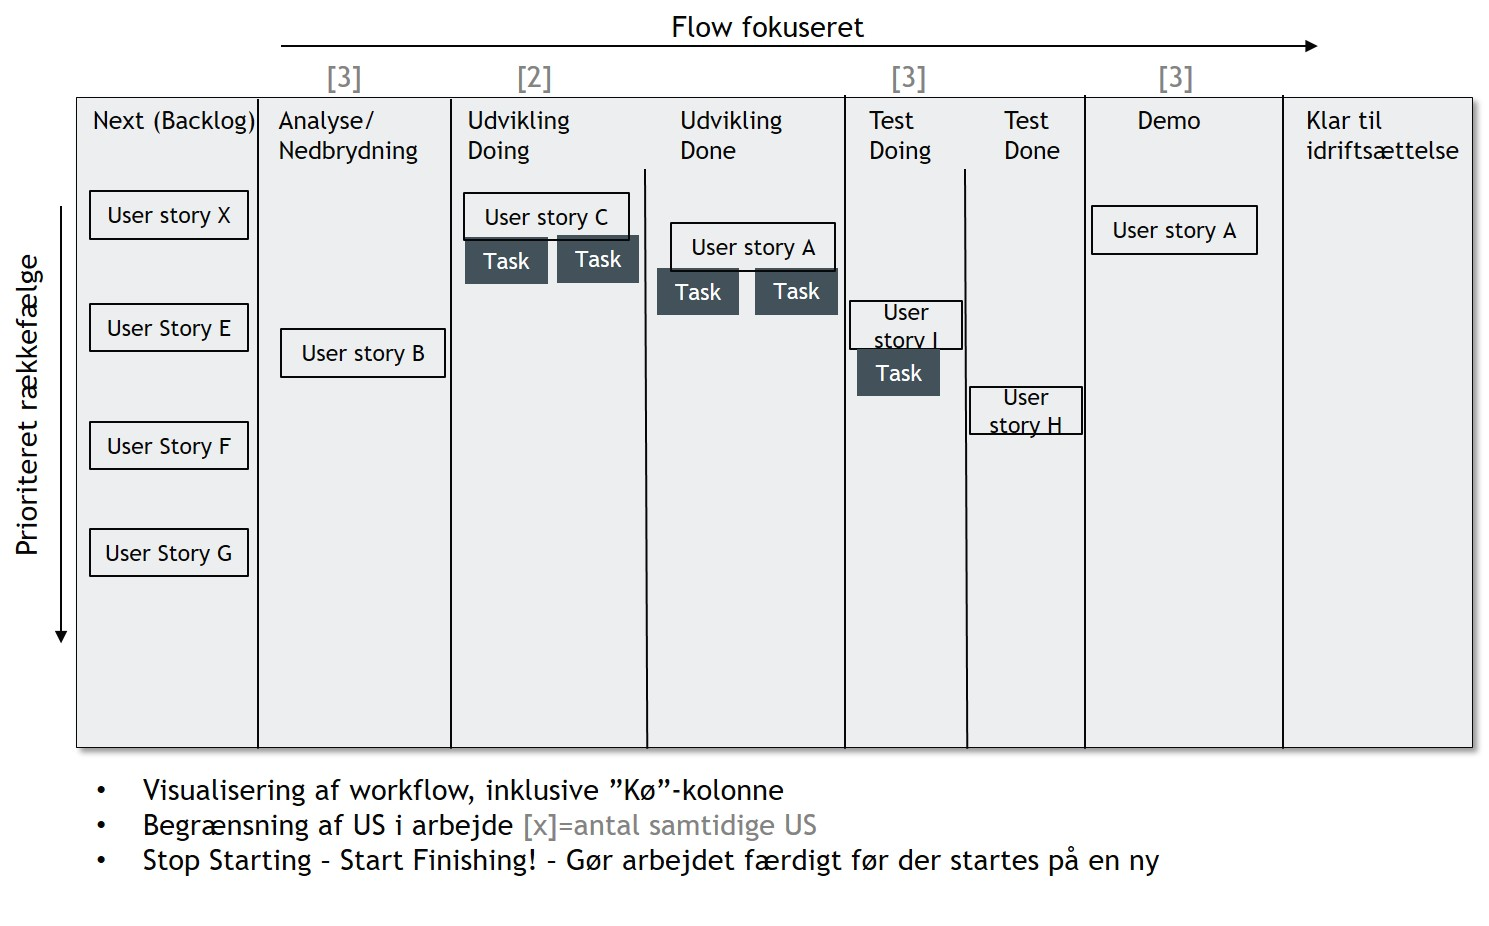 Flow fokuseret
[3]
[2]
[3]
[3]
Next (Backlog)
Analyse/
Nedbrydning
Udvikling
Doing
Udvikling
Done
Test
Doing
Test
Done
Demo
Klar til
idriftsættelse
Prioriteret rækkefælge
User story X
User Story E
User Story F
User Story G
User story B
User story C
Task
Task
User story A
Task
Task
User
story I
Task
User
story H
User story A
• Visualisering af workflow, inklusive ”Kø”-kolonne
• Begrænsning af US i arbejde [x]=antal samtidige US
• Stop Starting - Start Finishing! - Gør arbejdet færdigt før der startes på en ny